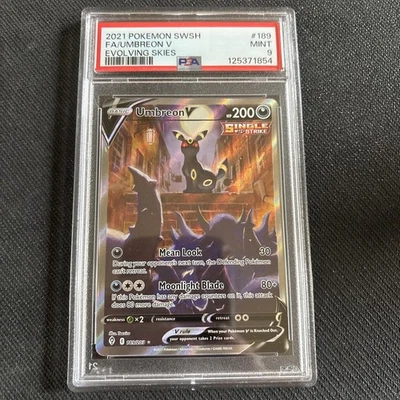 2021 POKEMON SWSH #189
FA/UMBREON V MINT
EVOLVING SKIES PSA 9
125371854
BASIC Umbreon V HP 200
SINGLE STRIKE
Mean Look 30
During your opponent's next turn, the Defending Pokémon
can't retreat.
Moonlight Blade 80+
If this Pokémon has any damage counters on it, this attack
does 80 more damage.
weakness ×2 resistance retreat
V rule When your Pokémon V is Knocked Out,
your opponent takes 2 Prize cards.
189/203